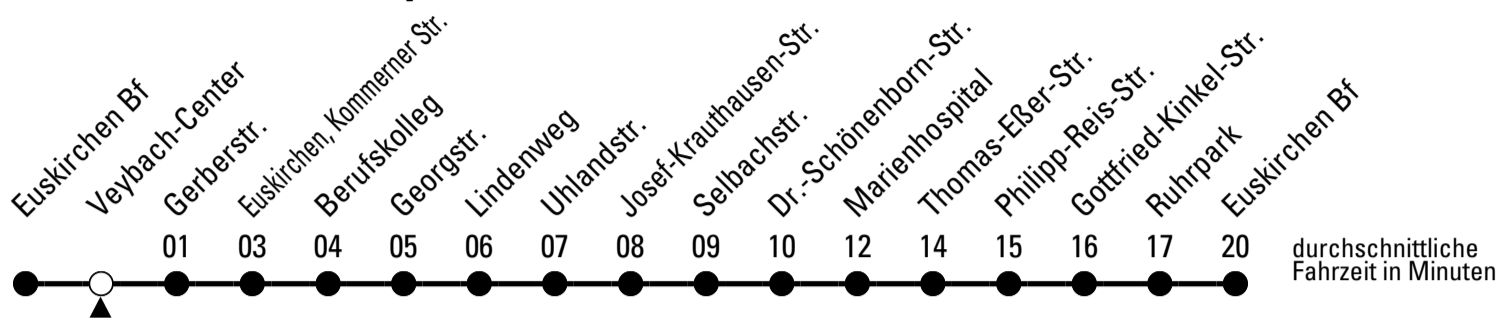 Euskirchen Bf
Veybach-Center
Gerberstr.
Euskirchen, Kommerner Str.
Berufskolleg
Georgstr.
Lindenweg
Uhlandstr.
Josef-Krauthausen-Str.
Selbachstr.
Dr.-Schönenborn-Str.
Marienhospital
Thomas-Eßer-Str.
Philipp-Reis-Str.
Gottfried-Kinkel-Str.
Ruhrpark
Euskirchen Bf
01 03 04 05 06 07 08 09 10 12 14 15 16 17 20
durchschnittliche
Fahrzeit in Minuten